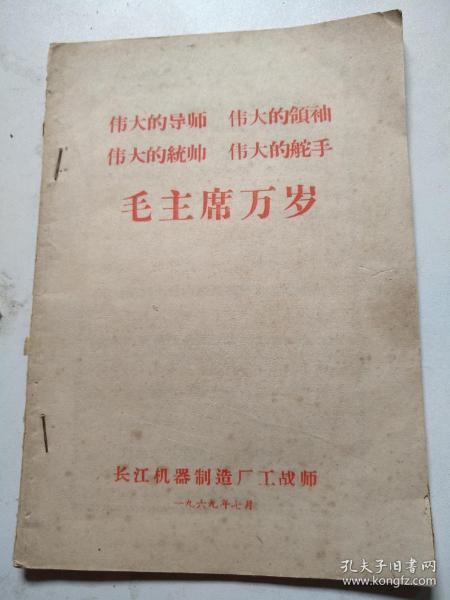 伟大的导师 伟大的領袖
伟大的統帅 伟大的舵手
毛主席万岁
长江机器制造厂工战师
一九六九年七月
孔夫子旧书网
www.kongfz.com